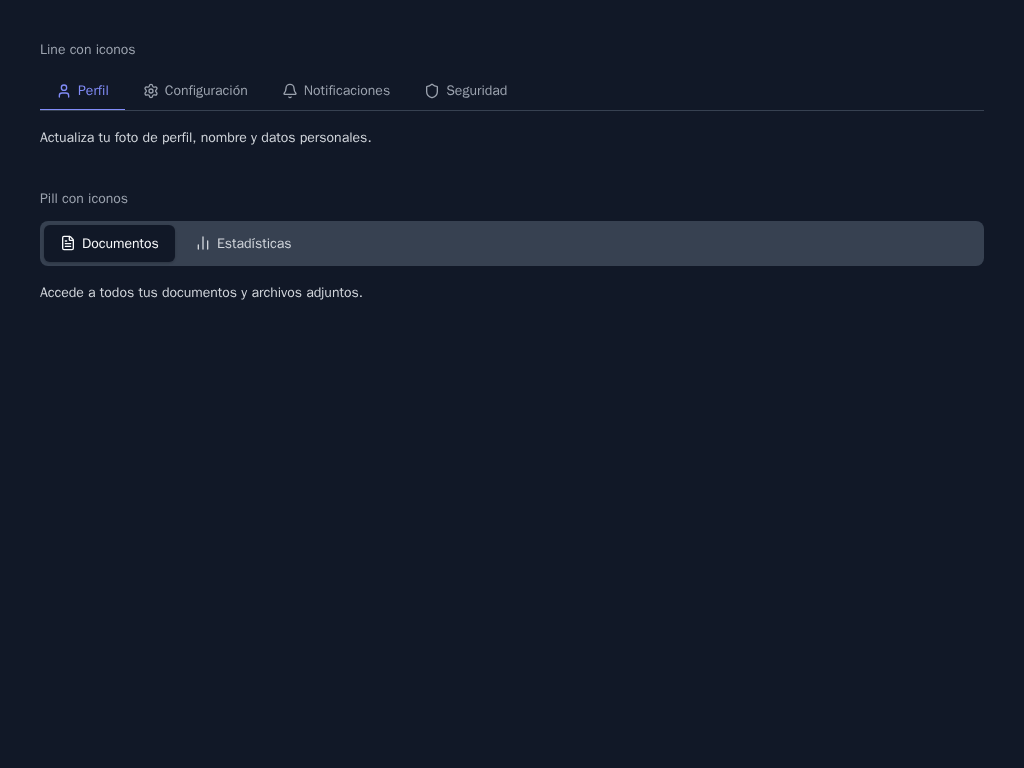 Line con iconos
Perfil Configuración Notificaciones Seguridad
Actualiza tu foto de perfil, nombre y datos personales.
Pill con iconos
Documentos Estadísticas
Accede a todos tus documentos y archivos adjuntos.